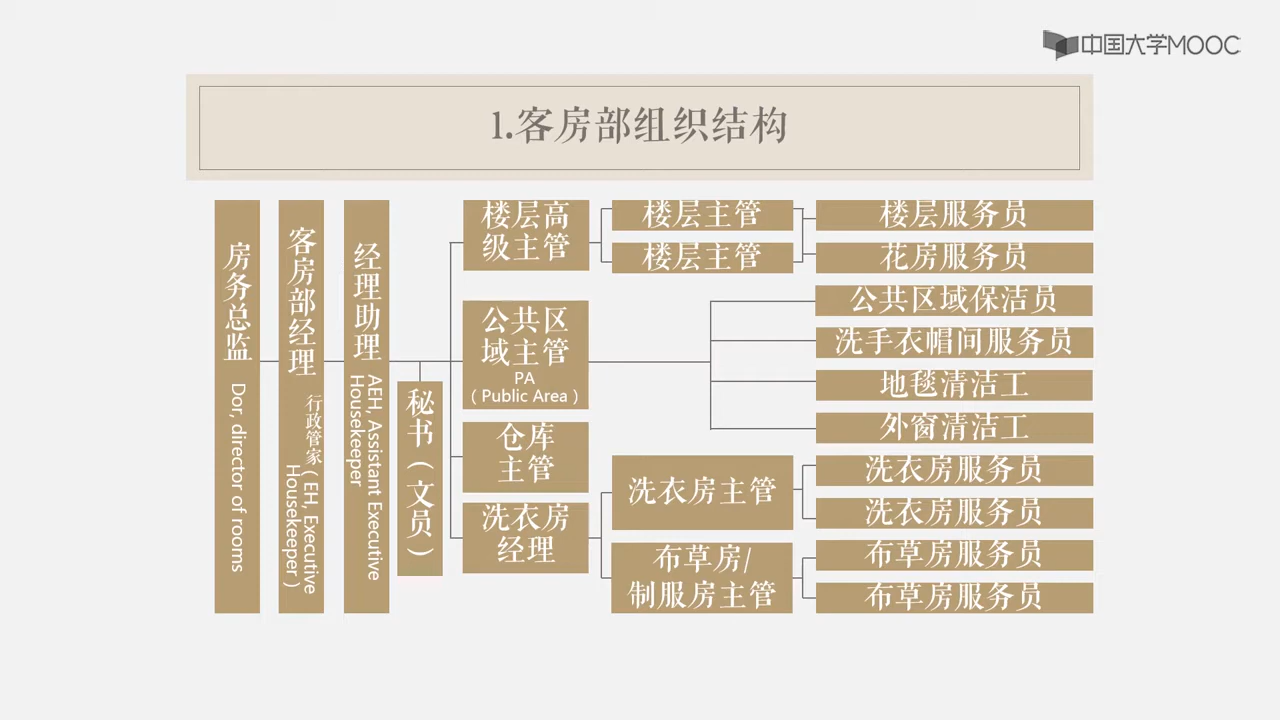 中国大学MOOC
1.客房部组织结构
房务总监 Dor, director of rooms
客房部经理
行政管家(EH, Executive
Housekeeper)
经理助理
AEH, Assistant Executive
Housekeeper
秘书(文员)
楼层高
级主管
公共区
域主管
PA
(Public Area)
仓库
主管
洗衣房
经理
楼层主管
楼层主管
洗衣房主管
布草房/
制服房主管
楼层服务员
花房服务员
公共区域保洁员
洗手衣帽间服务员
地毯清洁工
外窗清洁工
洗衣房服务员
洗衣房服务员
布草房服务员
布草房服务员